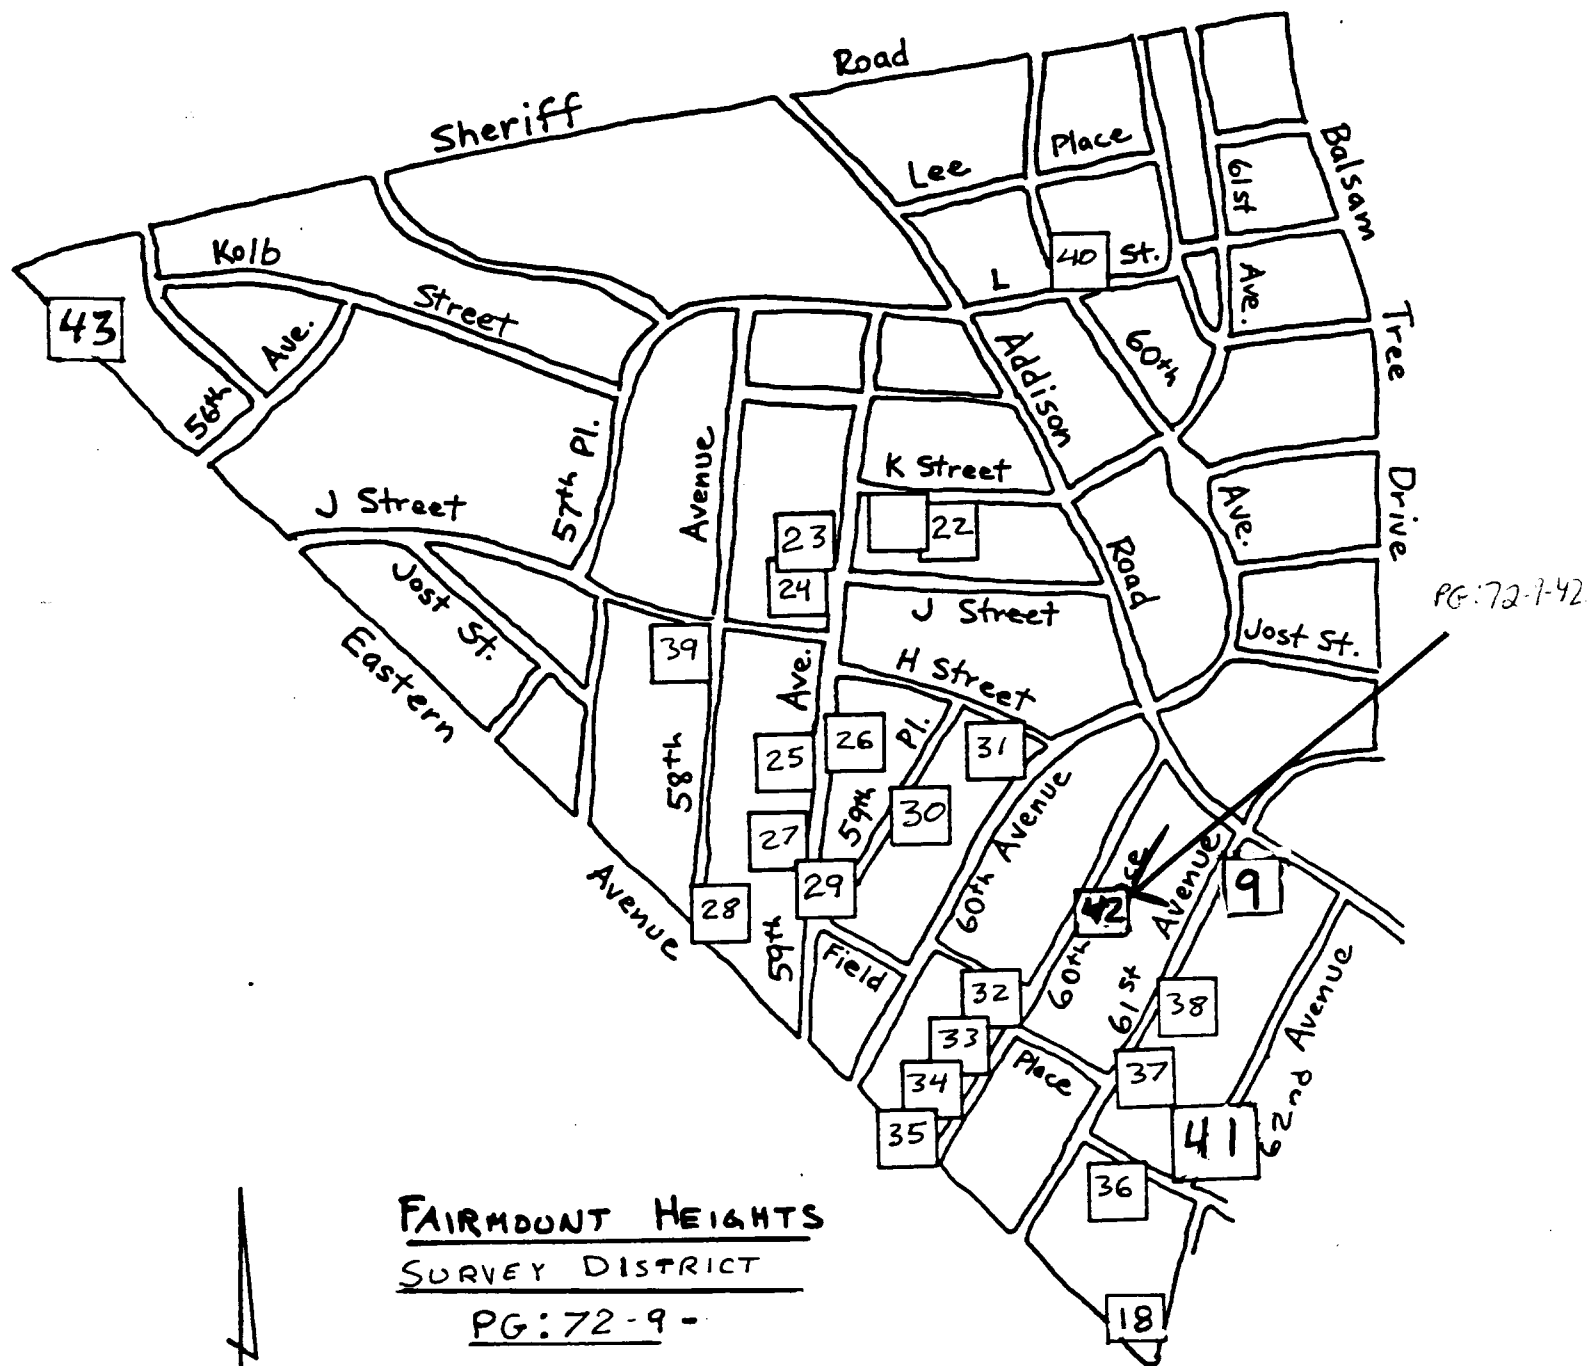 Road
Sheriff
Place
Lee
Balsam
61st
Kolb
40 St.
L
Ave.
Street
43
Ave.
Tree
60th
Addison
56th
57th Pl.
Avenue
K Street
J Street
Drive
Ave.
23
22
Road
24
PG:72-9-42
Jost St.
J Street
Jost St.
39
Eastern
H Street
Ave.
26
Pl.
31
25
58th
59th
30
27
60th Avenue
29
Avenue
9
28
42
Avenue
60th
59th
Field
32
61st
38
62nd Avenue
33
34
Place
37
35
41
36
FAIRMOUNT HEIGHTS
SURVEY DISTRICT
PG:72-9-
18